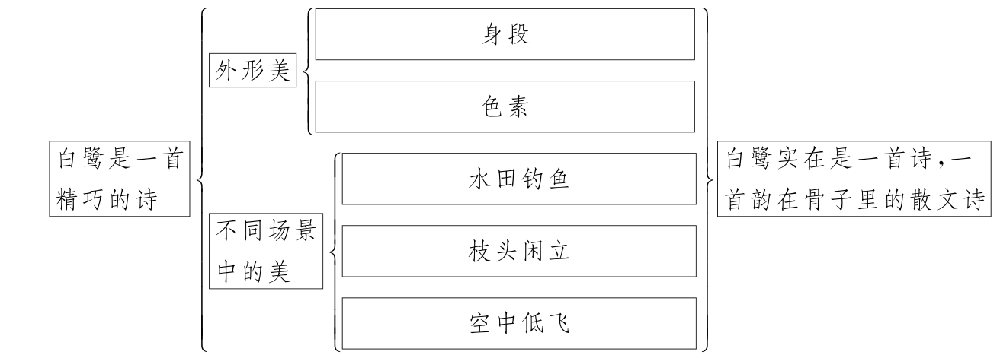 白鹭是一首
精巧的诗
外形美
身段
色素
不同场景
中的美
水田钓鱼
枝头闲立
空中低飞
白鹭实在是一首诗,一
首韵在骨子里的散文诗